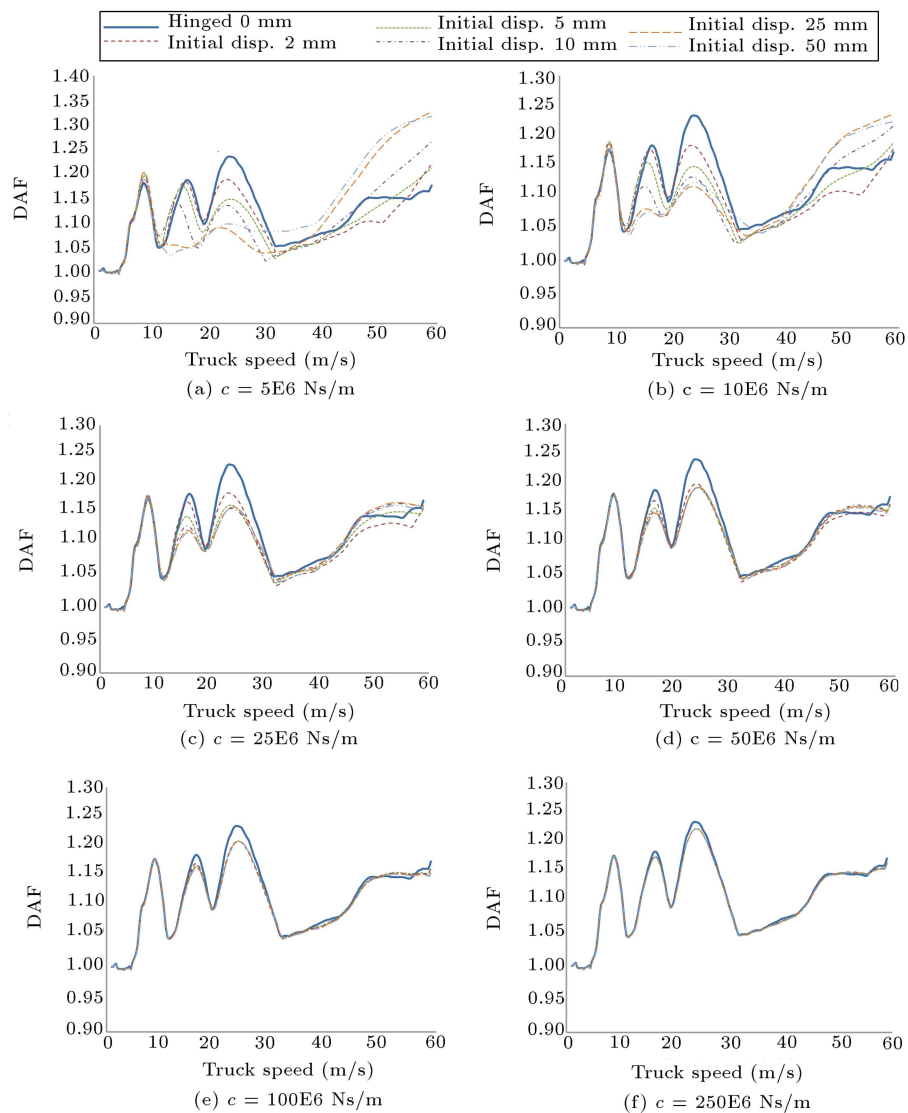 Hinged 0 mm
Initial disp. 2 mm
Initial disp. 5 mm
Initial disp. 10 mm
Initial disp. 25 mm
Initial disp. 50 mm
1.40
1.35
1.30
1.25
1.20
1.15
1.10
1.05
1.00
0.95
0.90
DAF
0 10 20 30 40 50 60
Truck speed (m/s)
(a) c = 5E6 Ns/m
1.30
1.25
1.20
1.15
1.10
1.05
1.00
0.95
0.90
DAF
0 10 20 30 40 50 60
Truck speed (m/s)
(b) c = 10E6 Ns/m
1.30
1.25
1.20
1.15
1.10
1.05
1.00
0.95
0.90
DAF
0 10 20 30 40 50 60
Truck speed (m/s)
(c) c = 25E6 Ns/m
1.30
1.25
1.20
1.15
1.10
1.05
1.00
0.95
0.90
DAF
0 10 20 30 40 50 60
Truck speed (m/s)
(d) c = 50E6 Ns/m
1.30
1.25
1.20
1.15
1.10
1.05
1.00
0.95
0.90
DAF
0 10 20 30 40 50 60
Truck speed (m/s)
(e) c = 100E6 Ns/m
1.30
1.25
1.20
1.15
1.10
1.05
1.00
0.95
0.90
DAF
0 10 20 30 40 50 60
Truck speed (m/s)
(f) c = 250E6 Ns/m